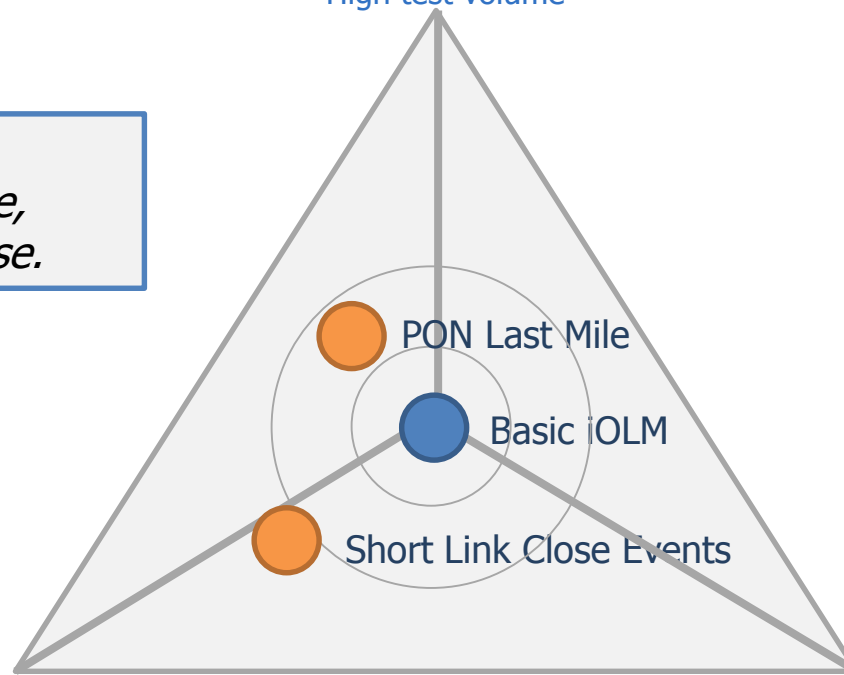 High test volume
e,
se.
PON Last Mile
Basic iOLM
Short Link Close Events